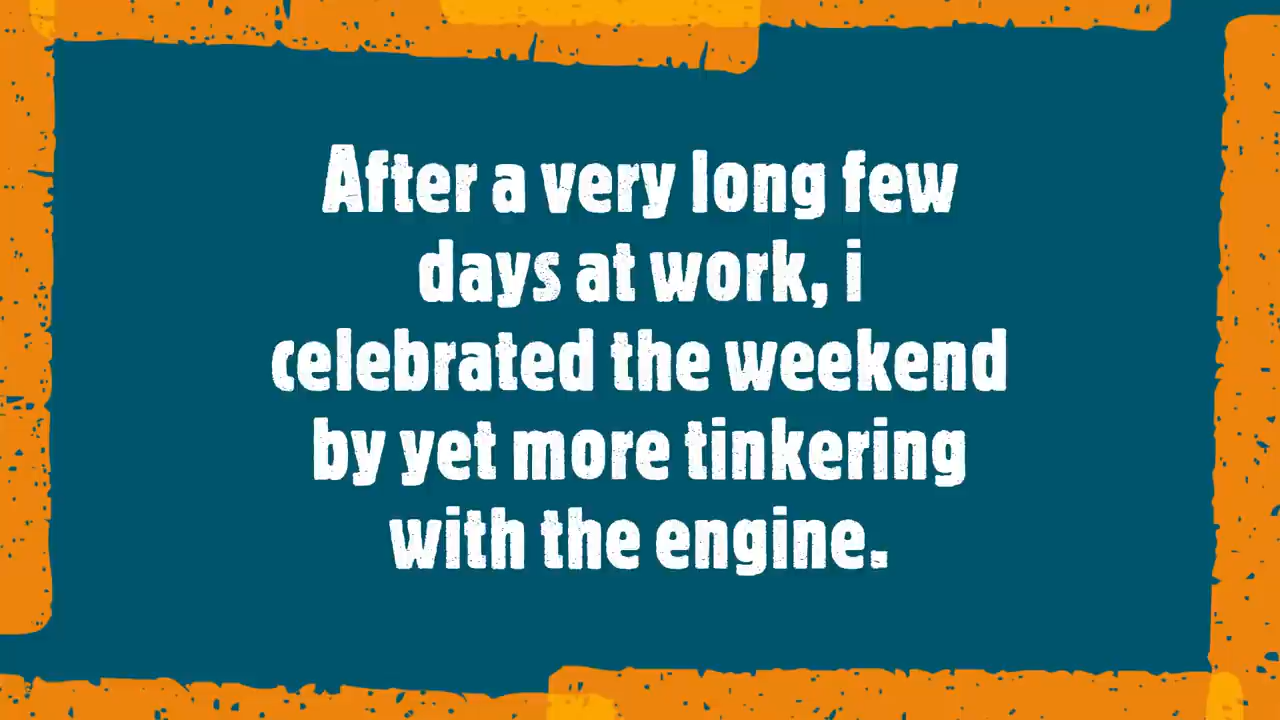 After a very long few
days at work, i
celebrated the weekend
by yet more tinkering
with the engine.